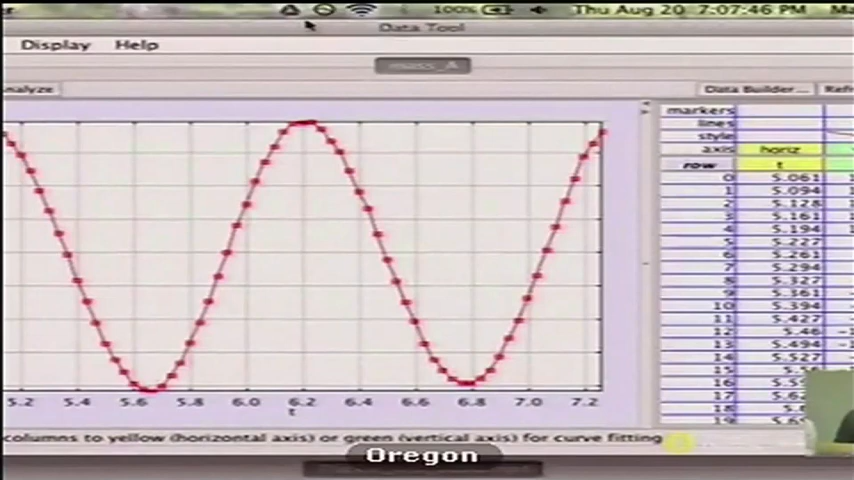 100% Thu Aug 20 7:07:46 PM
Data Tool
Display Help
mass_A
nalyze Data Builder...
markers
lines
style
axis horiz
row t
0 5.061
1 5.094
2 5.128
3 5.161
4 5.194
5 5.227
6 5.261
7 5.294
8 5.327
9 5.361
10 5.394
11 5.427
12 5.46
13 5.494
14 5.527
15
16
17
18
19
5.2 5.4 5.6 5.8 6.0 6.2 6.4 6.6 6.8 7.0 7.2
t
columns to yellow (horizontal axis) or green (vertical axis) for curve fitting
Oregon